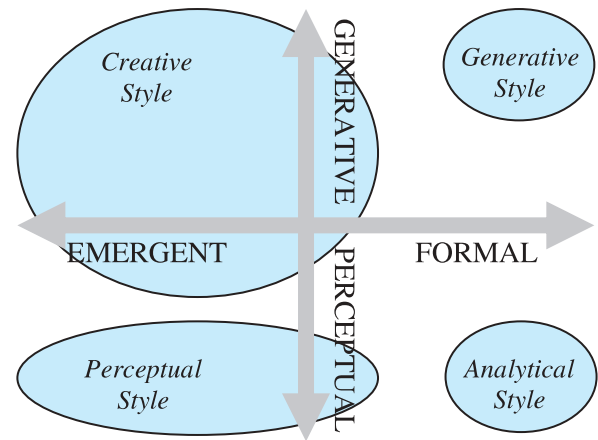 Creative
Style
GENERATIVE
Generative
Style
EMERGENT
FORMAL
PERCEPTUAL
Perceptual
Style
Analytical
Style